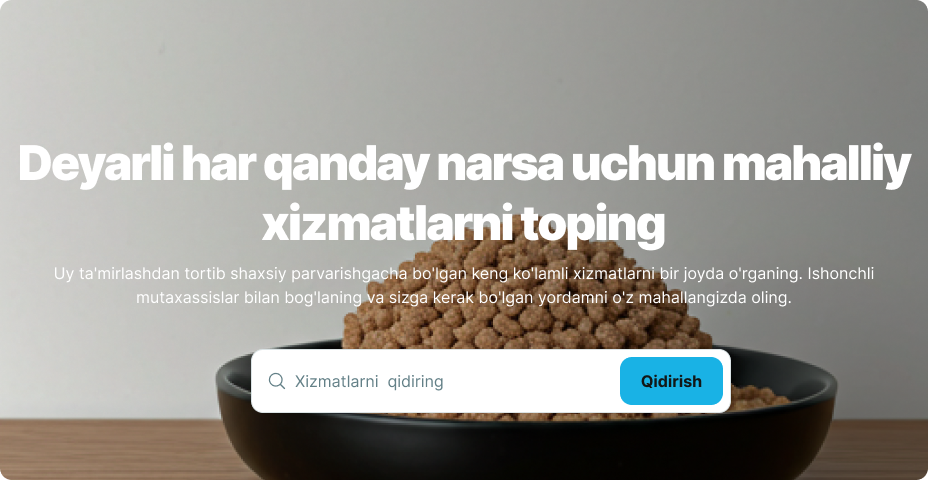 Deyarli har qanday narsa uchun mahalliy
xizmatlarni toping
Uy ta'mirlashdan tortib shaxsiy parvarishgacha bo'lgan keng ko'lamli xizmatlarni bir joyda o'rganing. Ishonchli
mutaxassislar bilan bog'laning va sizga kerak bo'lgan yordamni o'z mahallangizda oling.
Xizmatlarni qidiring
Qidirish